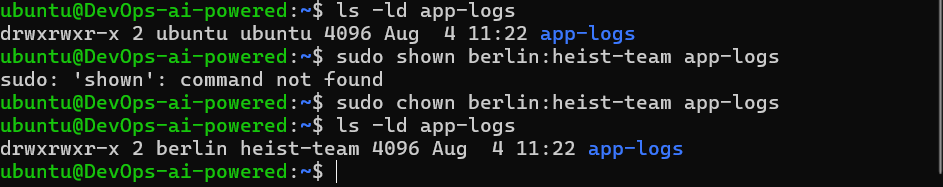 ubuntu@DevOps-ai-powered:~$ ls -ld app-logs
drwxrwxr-x 2 ubuntu ubuntu 4096 Aug  4 11:22 app-logs
ubuntu@DevOps-ai-powered:~$ sudo shown berlin:heist-team app-logs
sudo: 'shown': command not found
ubuntu@DevOps-ai-powered:~$ sudo chown berlin:heist-team app-logs
ubuntu@DevOps-ai-powered:~$ ls -ld app-logs
drwxrwxr-x 2 berlin heist-team 4096 Aug  4 11:22 app-logs
ubuntu@DevOps-ai-powered:~$